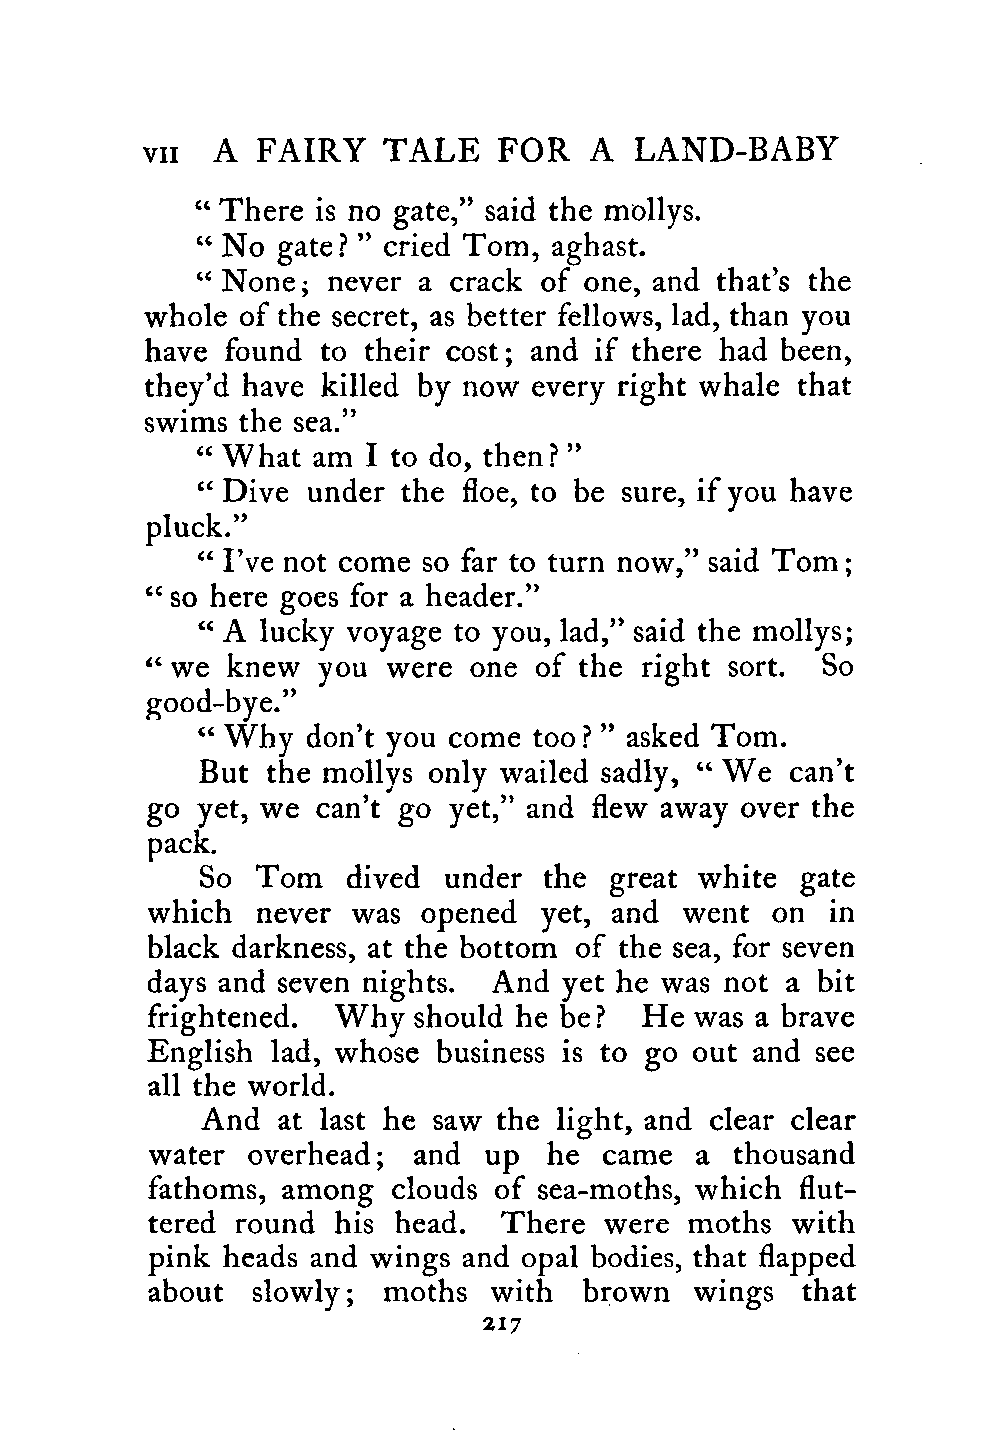 VII A FAIRY TALE FOR A LAND-BABY
“ There is no gate,” said the mollys.
“ No gate? ” cried Tom, aghast.
“ None; never a crack of one, and that’s the
whole of the secret, as better fellows, lad, than you
have found to their cost; and if there had been,
they’d have killed by now every right whale that
swims the sea.”
“ What am I to do, then? ”
“ Dive under the floe, to be sure, if you have
pluck.”
“ I’ve not come so far to turn now,” said Tom;
“ so here goes for a header.”
“ A lucky voyage to you, lad,” said the mollys;
“ we knew you were one of the right sort. So
good-bye.”
“ Why don’t you come too? ” asked Tom.
But the mollys only wailed sadly, “ We can’t
go yet, we can’t go yet,” and flew away over the
pack.
So Tom dived under the great white gate
which never was opened yet, and went on in
black darkness, at the bottom of the sea, for seven
days and seven nights. And yet he was not a bit
frightened. Why should he be? He was a brave
English lad, whose business is to go out and see
all the world.
And at last he saw the light, and clear clear
water overhead; and up he came a thousand
fathoms, among clouds of sea-moths, which flut-
tered round his head. There were moths with
pink heads and wings and opal bodies, that flapped
about slowly; moths with brown wings that
217